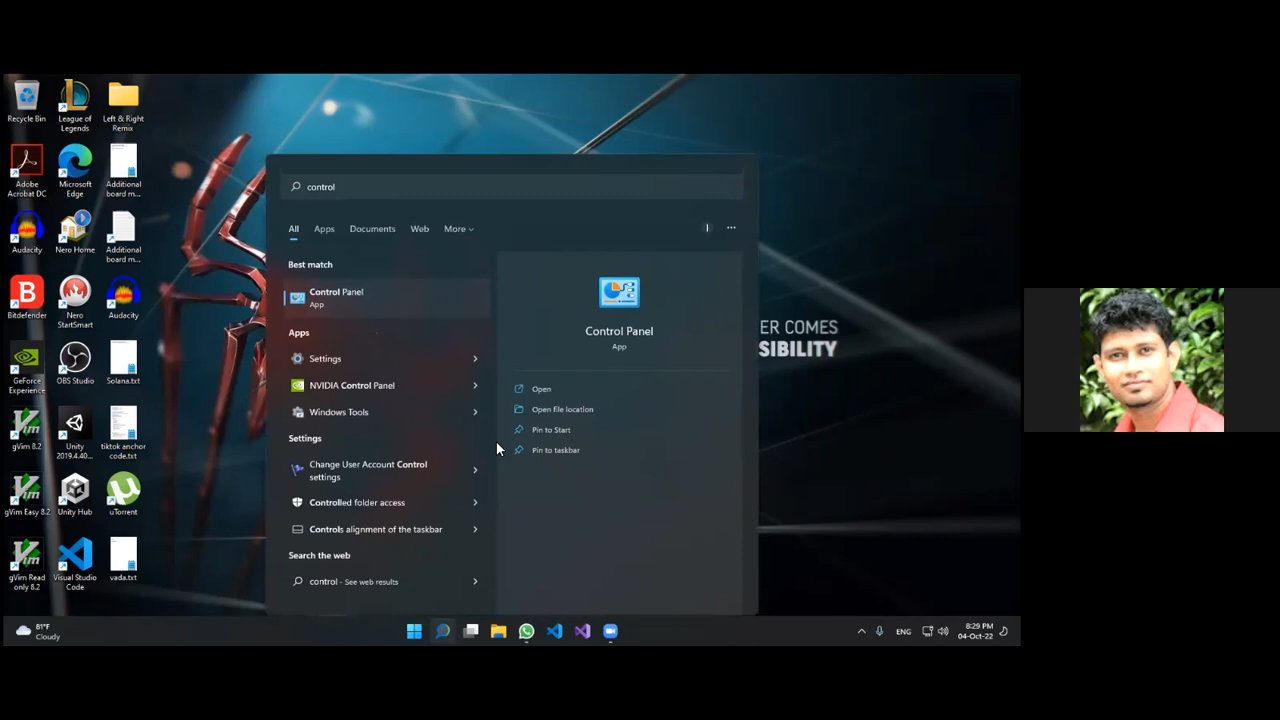 Recycle Bin
League of
Legends
Left & Right
Remix
Adobe
Acrobat DC
Microsoft
Edge
Additional
board m...
Audacity
Nero Home
Additional
board m...
Bitdefender
Nero
StartSmart
Audacity
GeForce
Experience
OBS Studio
Solana.txt
gVim 8.2
Unity
2019.4.40...
tiktok anchor
code.txt
gVim Easy 8.2
Unity Hub
uTorrent
gVim Read
only 8.2
Visual Studio
Code
vada.txt
control
All
Apps
Documents
Web
More
I
Best match
Control Panel
App
Apps
Settings
NVIDIA Control Panel
Windows Tools
Settings
Change User Account Control
settings
Controlled folder access
Controls alignment of the taskbar
Search the web
control - See web results
Control Panel
App
Open
Open file location
Pin to Start
Pin to taskbar
ER COMES
SIBILITY
81°F
Cloudy
ENG
8:29 PM
04-Oct-22